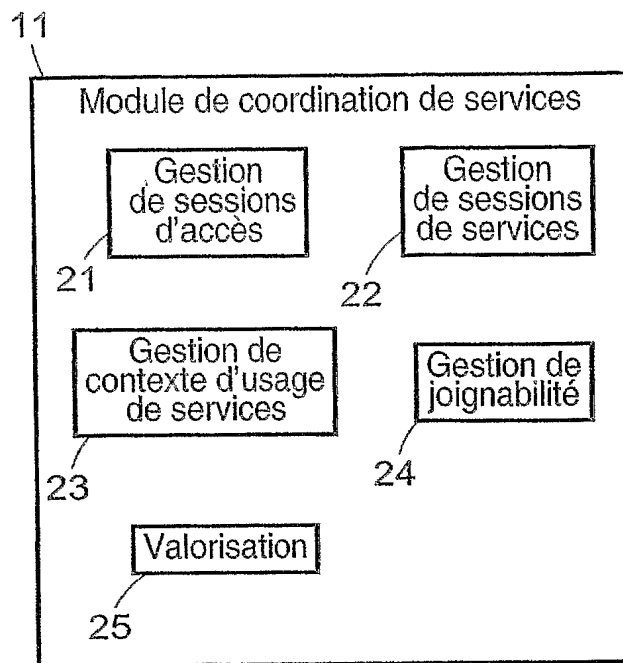 11
Module de coordination de services
Gestion
de sessions
d'accès
21
Gestion
de sessions
de services
22
Gestion de
contexte d'usage
de services
23
Gestion de
joignabilité
24
Valorisation
25